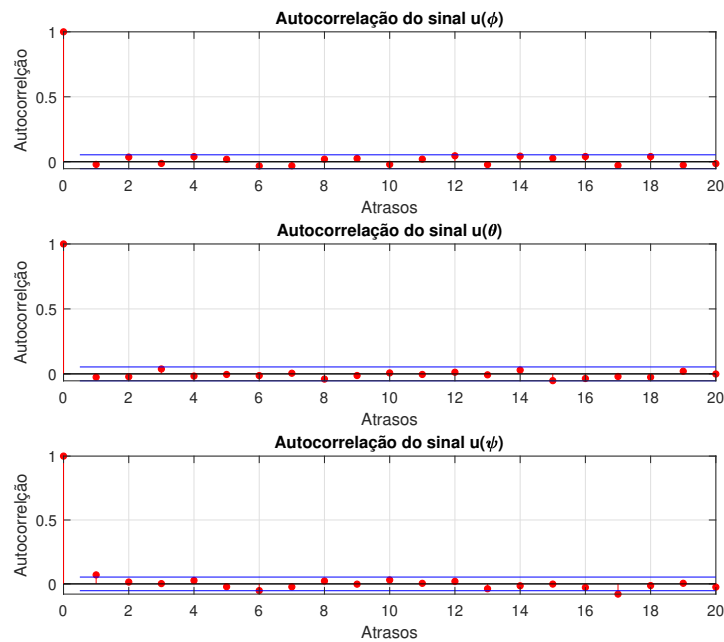 Autocorrelação do sinal u(ϕ)
Autocorrelção
1
0.5
0
0 2 4 6 8 10 12 14 16 18 20
Atrasos
Autocorrelação do sinal u(θ)
Autocorrelção
1
0.5
0
0 2 4 6 8 10 12 14 16 18 20
Atrasos
Autocorrelação do sinal u(ψ)
Autocorrelção
1
0.5
0
0 2 4 6 8 10 12 14 16 18 20
Atrasos